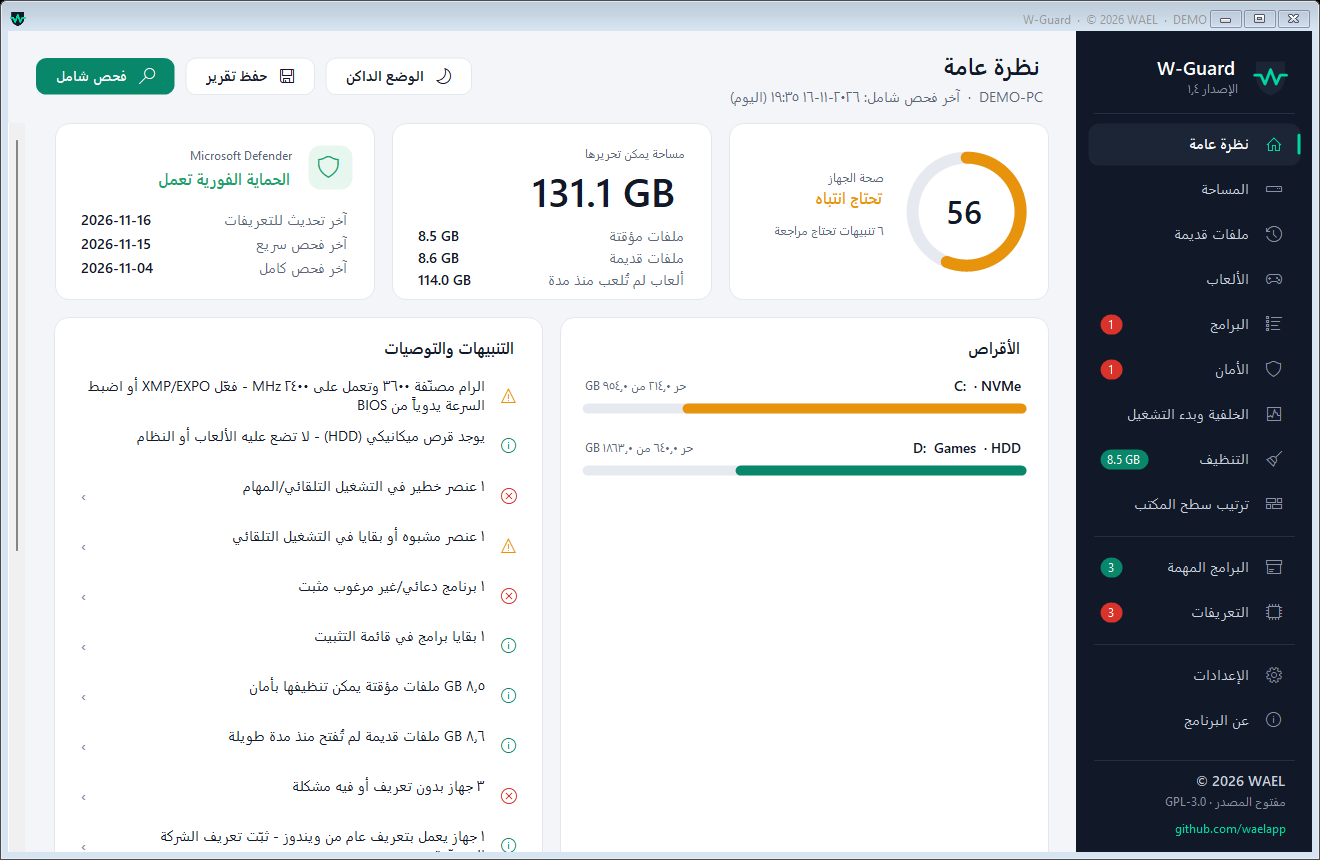 W-Guard · © 2026 WAEL · DEMO
W-Guard
الإصدار ١,٤
نظرة عامة
المساحة
ملفات قديمة
الألعاب
البرامج
1
الأمان
1
الخلفية وبدء التشغيل
التنظيف
8.5 GB
ترتيب سطح المكتب
البرامج المهمة
3
التعريفات
3
الإعدادات
عن البرنامج
© 2026 WAEL
مفتوح المصدر · GPL-3.0
github.com/waelapp
نظرة عامة
DEMO-PC · آخر فحص شامل: ٢٠٢٦-١١-١٦ ١٩:٣٥ (اليوم)
الوضع الداكن
حفظ تقرير
فحص شامل
56
صحة الجهاز
تحتاج انتباه
٦ تنبيهات تحتاج مراجعة
مساحة يمكن تحريرها
131.1 GB
ملفات مؤقتة 8.5 GB
ملفات قديمة 8.6 GB
ألعاب لم تُلعب منذ مدة 114.0 GB
Microsoft Defender
الحماية الفورية تعمل
آخر تحديث للتعريفات 2026-11-16
آخر فحص سريع 2026-11-15
آخر فحص كامل 2026-11-04
الأقراص
C: · NVMe
حر ٢١٤,٠ من ٩٥٤,٠ GB
D: Games · HDD
حر ٦٤٠,٠ من ١٨٦٣,٠ GB
التنبيهات والتوصيات
الرام مصنّفة ٣٦٠٠ وتعمل على ٢٤٠٠ MHz - فعّل XMP/EXPO أو اضبط
السرعة يدوياً من BIOS
يوجد قرص ميكانيكي (HDD) - لا تضع عليه الألعاب أو النظام
١ عنصر خطير في التشغيل التلقائي/المهام
١ عنصر مشبوه أو بقايا في التشغيل التلقائي
١ برنامج دعائي/غير مرغوب مثبت
١ بقايا برامج في قائمة التثبيت
٨,٥ GB ملفات مؤقتة يمكن تنظيفها بأمان
٨,٦ GB ملفات قديمة لم تُفتح منذ مدة طويلة
٣ جهاز بدون تعريف أو فيه مشكلة
١ جهاز يعمل بتعريف عام من ويندوز - ثبّت تعريف الشركة